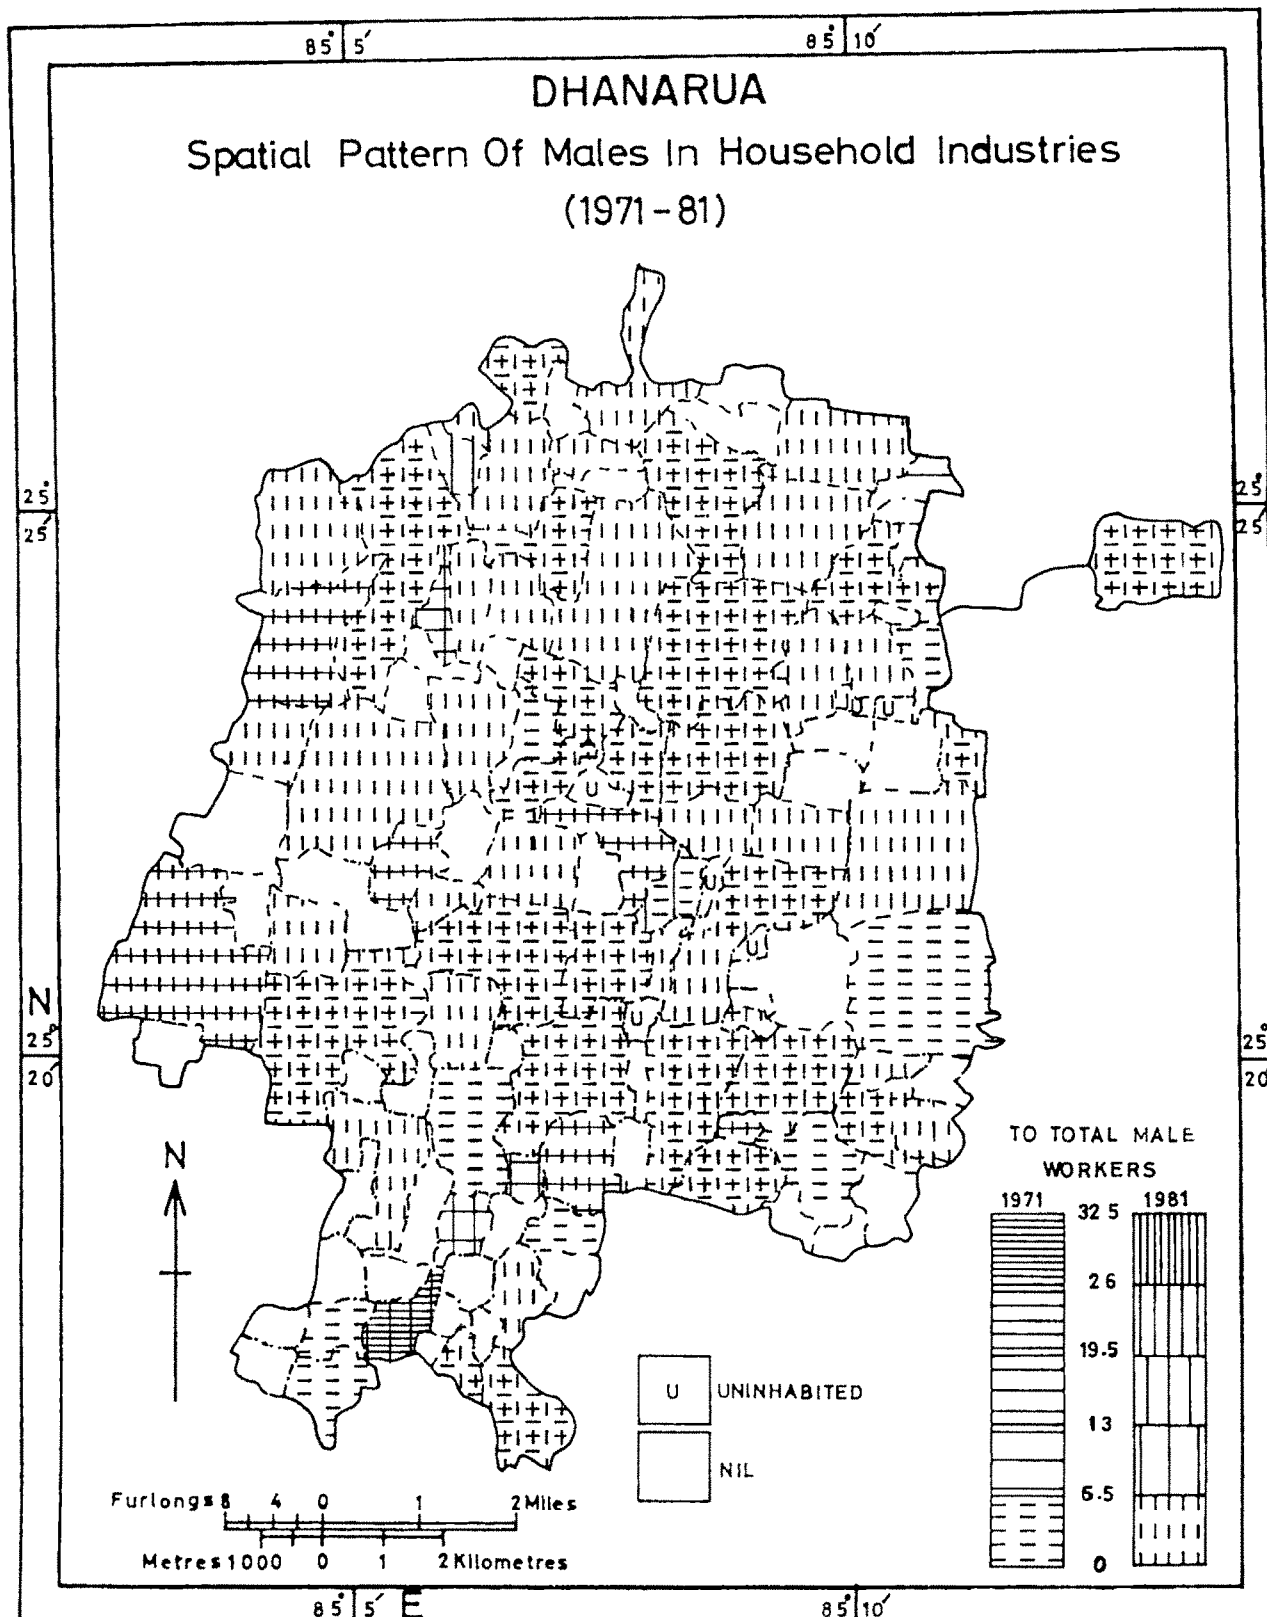 85° 5′ 85° 10′
DHANARUA
Spatial Pattern Of Males In Household Industries
(1971-81)
25° 25′
25° 25′
U
U
U
U
U
N
25° 20′
25° 20′
N
TO TOTAL MALE
WORKERS
1971 1981
32.5
26
19.5
13
6.5
0
U UNINHABITED
NIL
Furlongs 8 4 0 1 2 Miles
Metres 1000 0 1 2 Kilometres
85° 5′ E 85° 10′